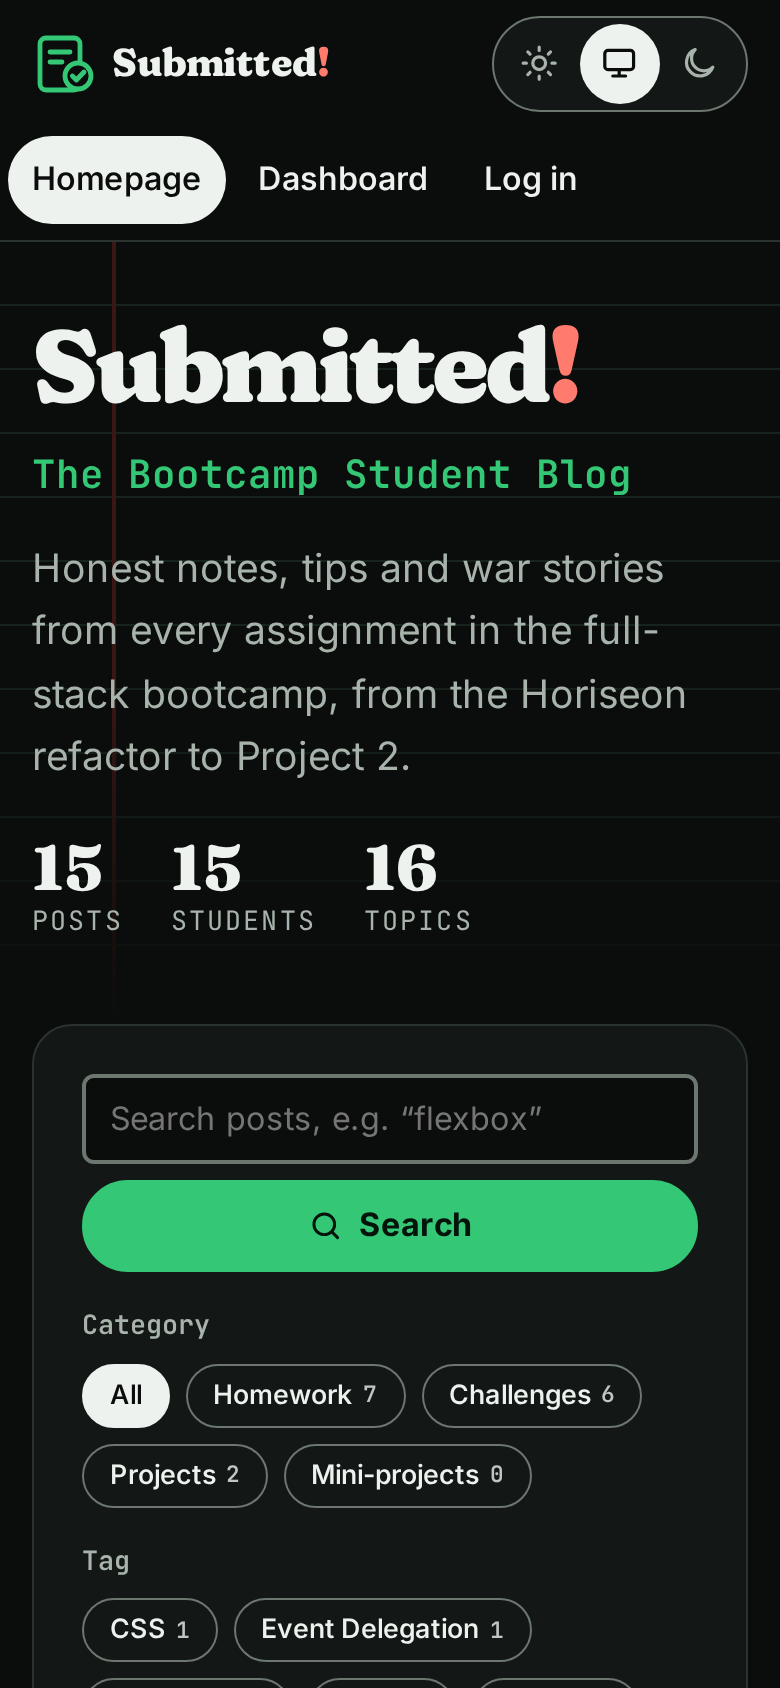 Submitted!
Homepage Dashboard Log in
Submitted!
The Bootcamp Student Blog
Honest notes, tips and war stories
from every assignment in the full-
stack bootcamp, from the Horiseon
refactor to Project 2.
15 15 16
POSTS STUDENTS TOPICS
Search posts, e.g. “flexbox”
Search
Category
All Homework 7 Challenges 6
Projects 2 Mini-projects 0
Tag
CSS 1 Event Delegation 1